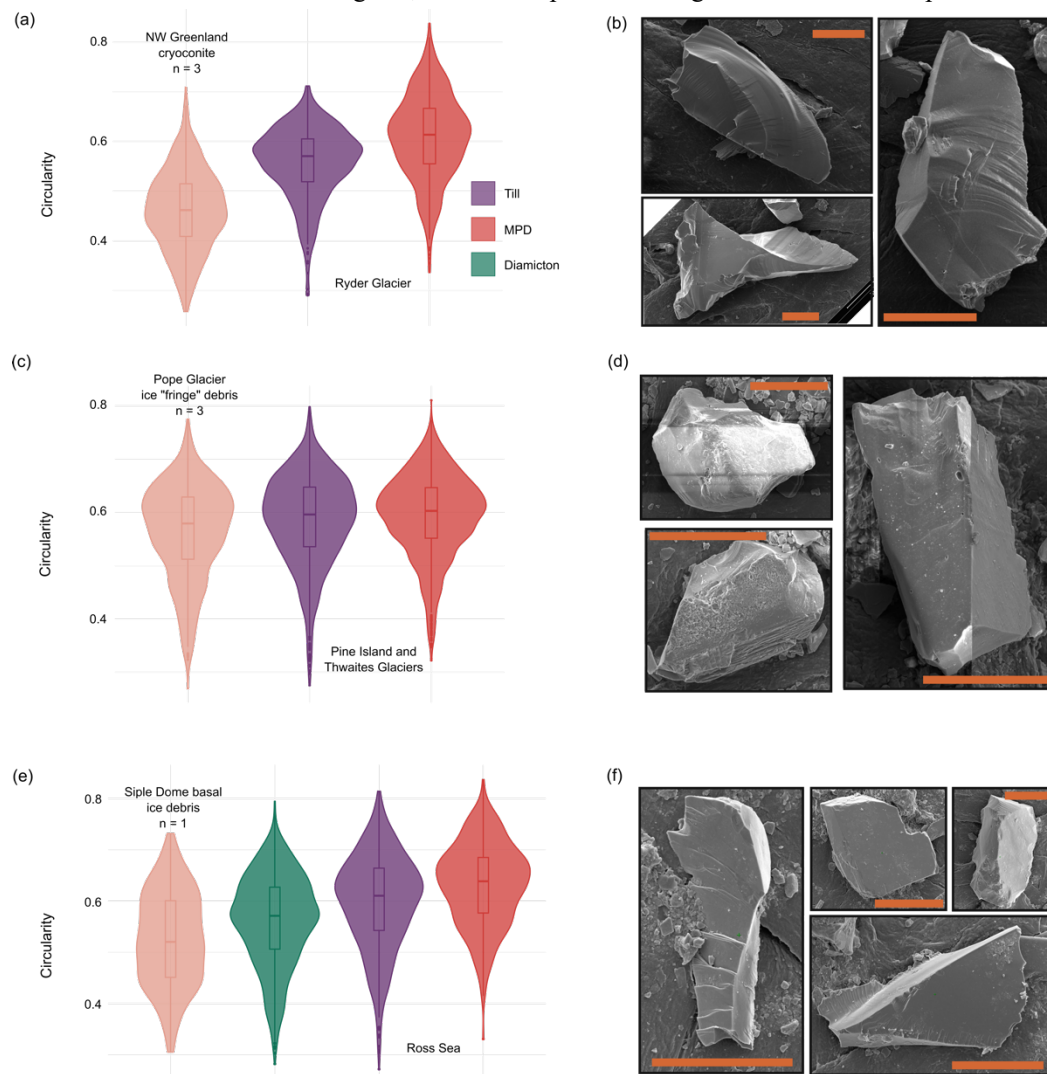 (a)
0.8
0.6
0.4
Circularity
NW Greenland
cryoconite
n = 3
Till
MPD
Diamicton
Ryder Glacier
(b)
(c)
0.8
0.6
0.4
Circularity
Pope Glacier
ice "fringe" debris
n = 3
Pine Island and
Thwaites Glaciers
(d)
(e)
0.8
0.6
0.4
Circularity
Siple Dome basal
ice debris
n = 1
Ross Sea
(f)